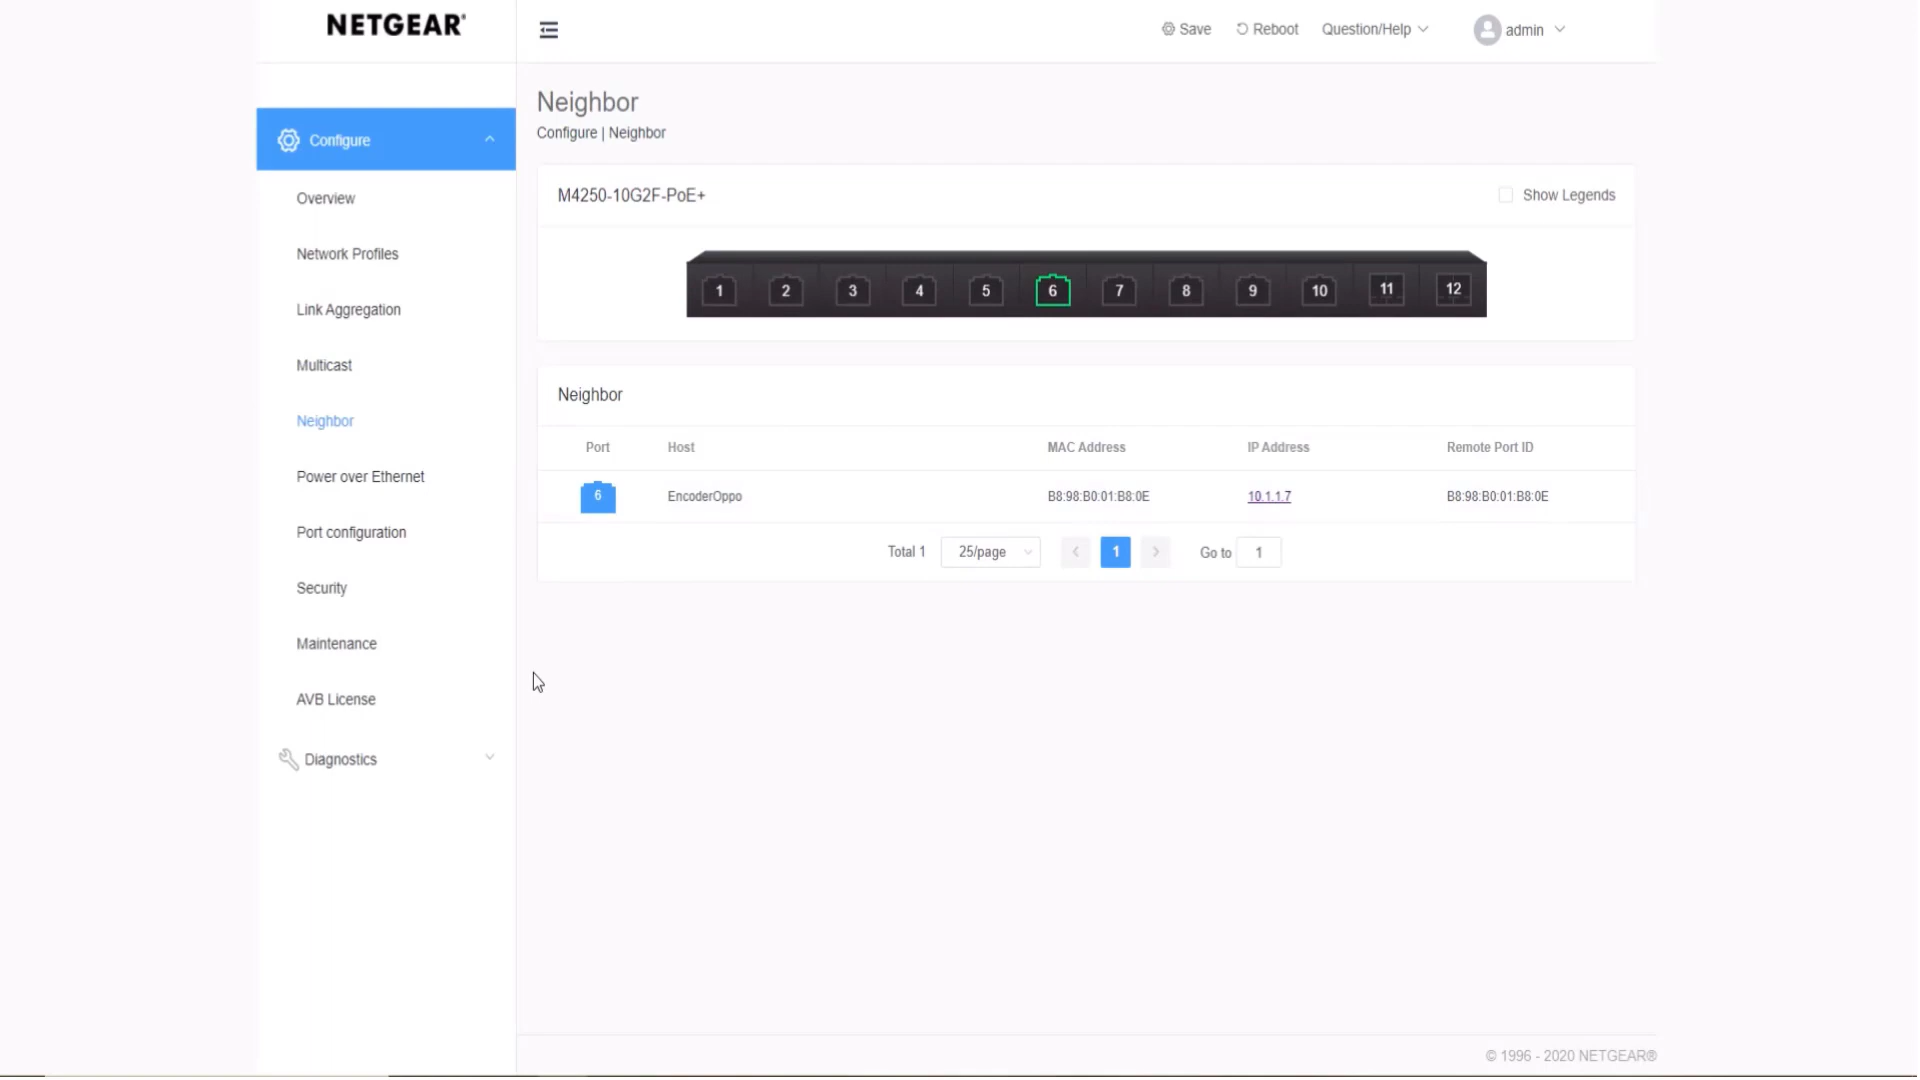 NETGEAR®
Save
Reboot
Question/Help
admin
Configure
Overview
Network Profiles
Link Aggregation
Multicast
Neighbor
Power over Ethernet
Port configuration
Security
Maintenance
AVB License
Diagnostics
Neighbor
Configure | Neighbor
M4250-10G2F-PoE+
Show Legends
1 2 3 4 5 6 7 8 9 10 11 12
Neighbor
Port Host MAC Address IP Address Remote Port ID
6 EncoderOppo B8:98:B0:01:B8:0E 10.1.1.7 B8:98:B0:01:B8:0E
Total 1 25/page 1 Go to 1
© 1996 - 2020 NETGEAR®